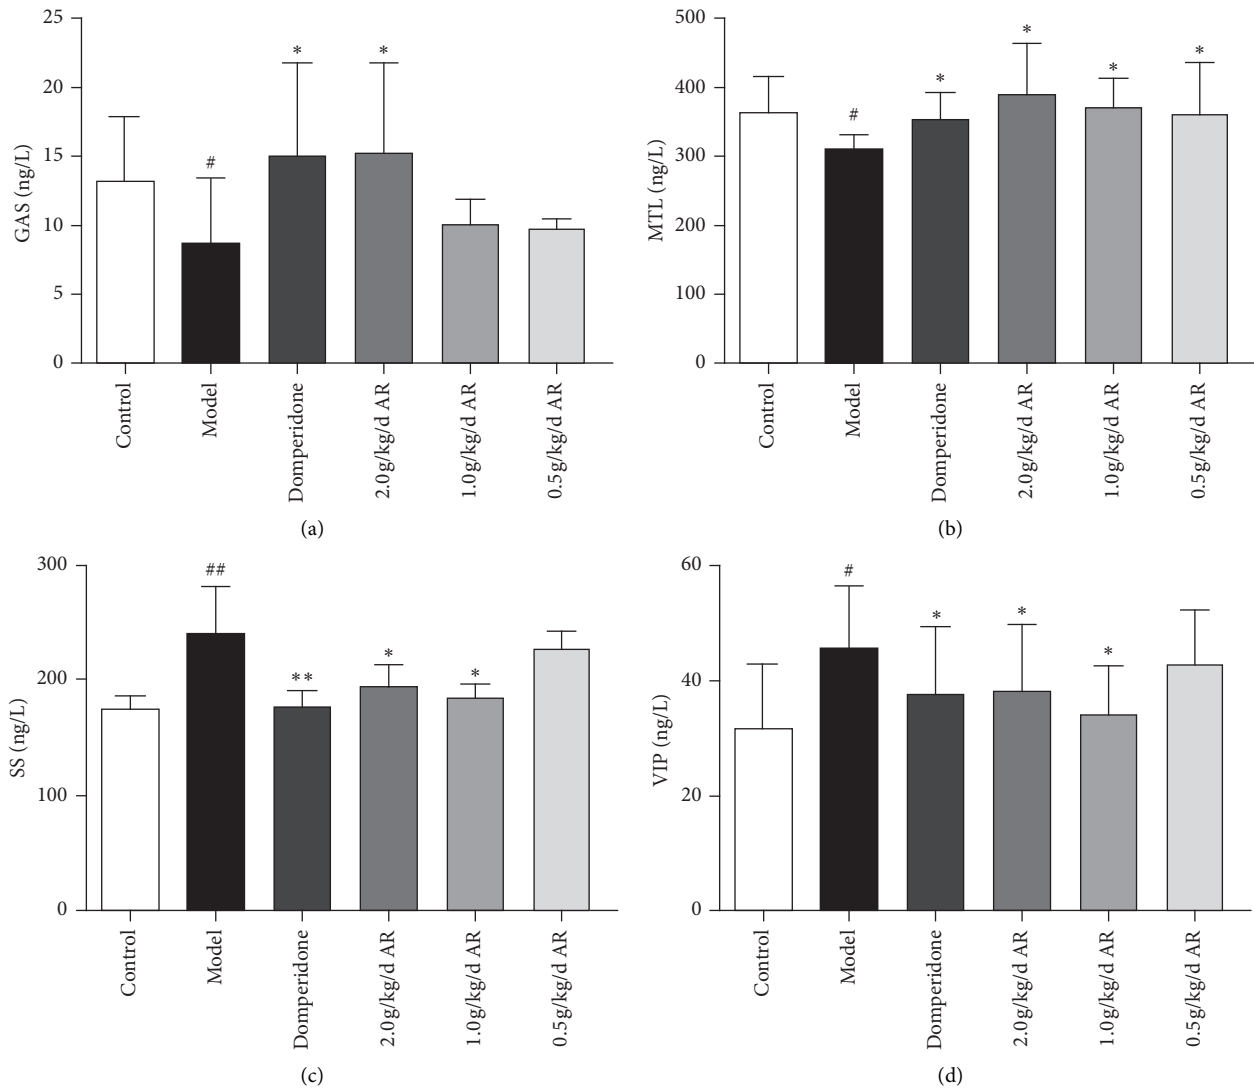 GAS (ng/L)
25
20
15
10
5
0
#
*
*
Control
Model
Domperidone
2.0g/kg/d AR
1.0g/kg/d AR
0.5g/kg/d AR
(a)
MTL (ng/L)
500
400
300
200
100
0
#
*
*
*
*
Control
Model
Domperidone
2.0g/kg/d AR
1.0g/kg/d AR
0.5g/kg/d AR
(b)
SS (ng/L)
300
200
100
0
##
**
*
*
Control
Model
Domperidone
2.0g/kg/d AR
1.0g/kg/d AR
0.5g/kg/d AR
(c)
VIP (ng/L)
60
40
20
0
#
*
*
*
Control
Model
Domperidone
2.0g/kg/d AR
1.0g/kg/d AR
0.5g/kg/d AR
(d)